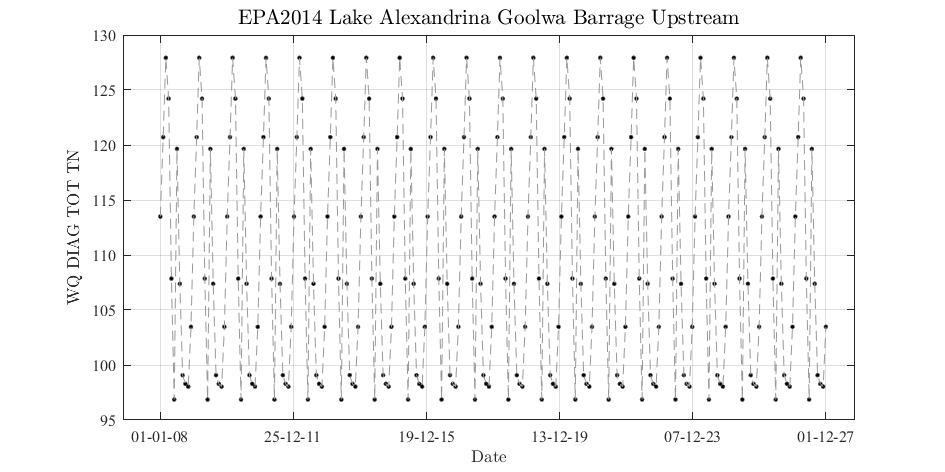 EPA2014 Lake Alexandrina Goolwa Barrage Upstream
WQ DIAG TOT TN
130
125
120
115
110
105
100
95
01-01-08 25-12-11 19-12-15 13-12-19 07-12-23 01-12-27
Date